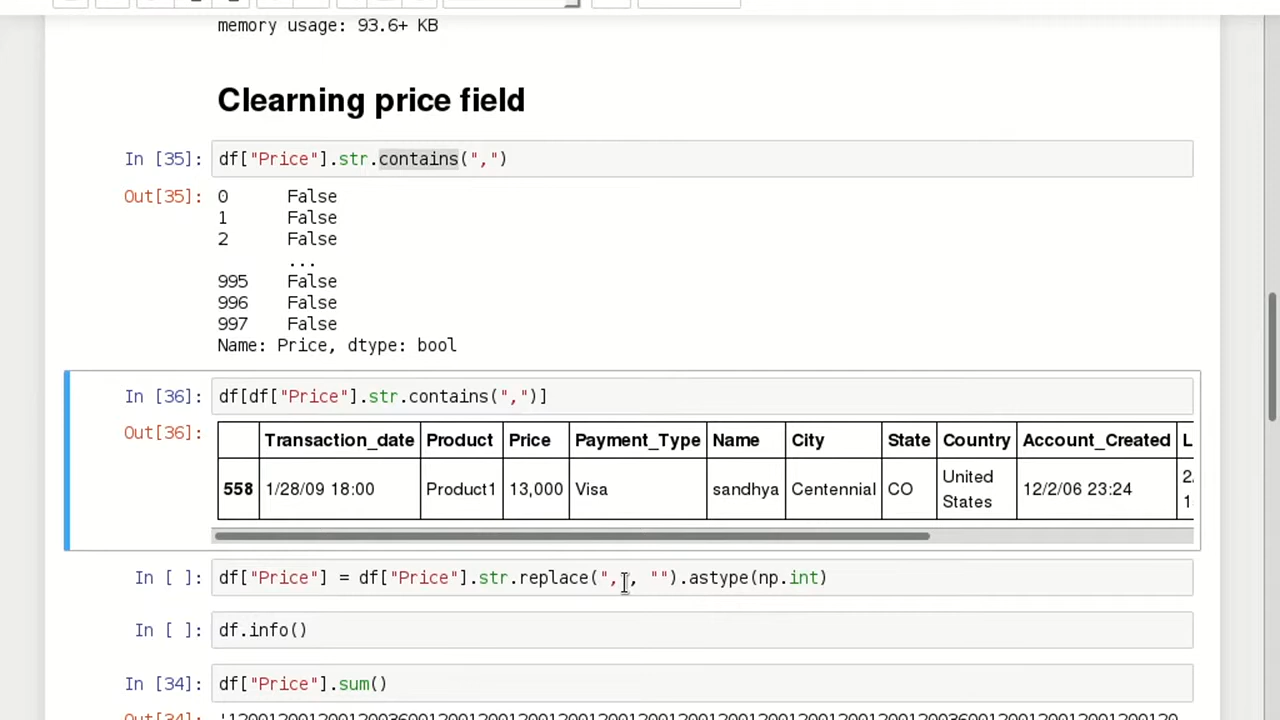 memory usage: 93.6+ KB
Clearning price field
In [35]: df["Price"].str.contains(",")
Out[35]: 0 False
1 False
2 False
...
995 False
996 False
997 False
Name: Price, dtype: bool
In [36]: df[df["Price"].str.contains(",")]
Out[36]: Transaction_date Product Price Payment_Type Name City State Country Account_Created L
558 1/28/09 18:00 Product1 13,000 Visa sandhya Centennial CO United States 12/2/06 23:24
In [ ]: df["Price"] = df["Price"].str.replace(",", "").astype(np.int)
In [ ]: df.info()
In [34]: df["Price"].sum()
Out[34]: